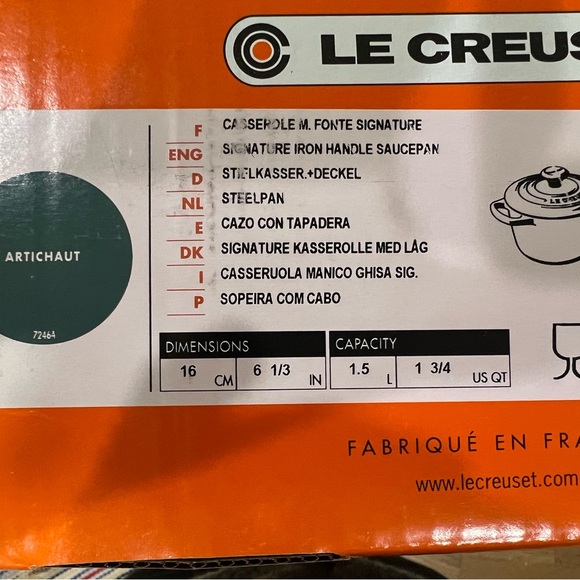 LE CREUS
F CASSEROLE M. FONTE SIGNATURE
ENG SIGNATURE IRON HANDLE SAUCEPAN
D STIELKASSER.+DECKEL
NL STEELPAN
E CAZO CON TAPADERA
DK SIGNATURE KASSEROLLE MED LÅG
I CASSERUOLA MANICO GHISA SIG.
P SOPEIRA COM CABO
ARTICHAUT
72464
LE CREUSET
DIMENSIONS CAPACITY
16 CM 6 1/3 IN 1.5 L 1 3/4 US QT
FABRIQUÉ EN FRA
www.lecreuset.com